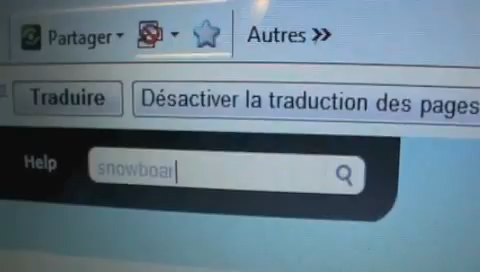 Partager Autres
Traduire Désactiver la traduction des pages
Help snowboar